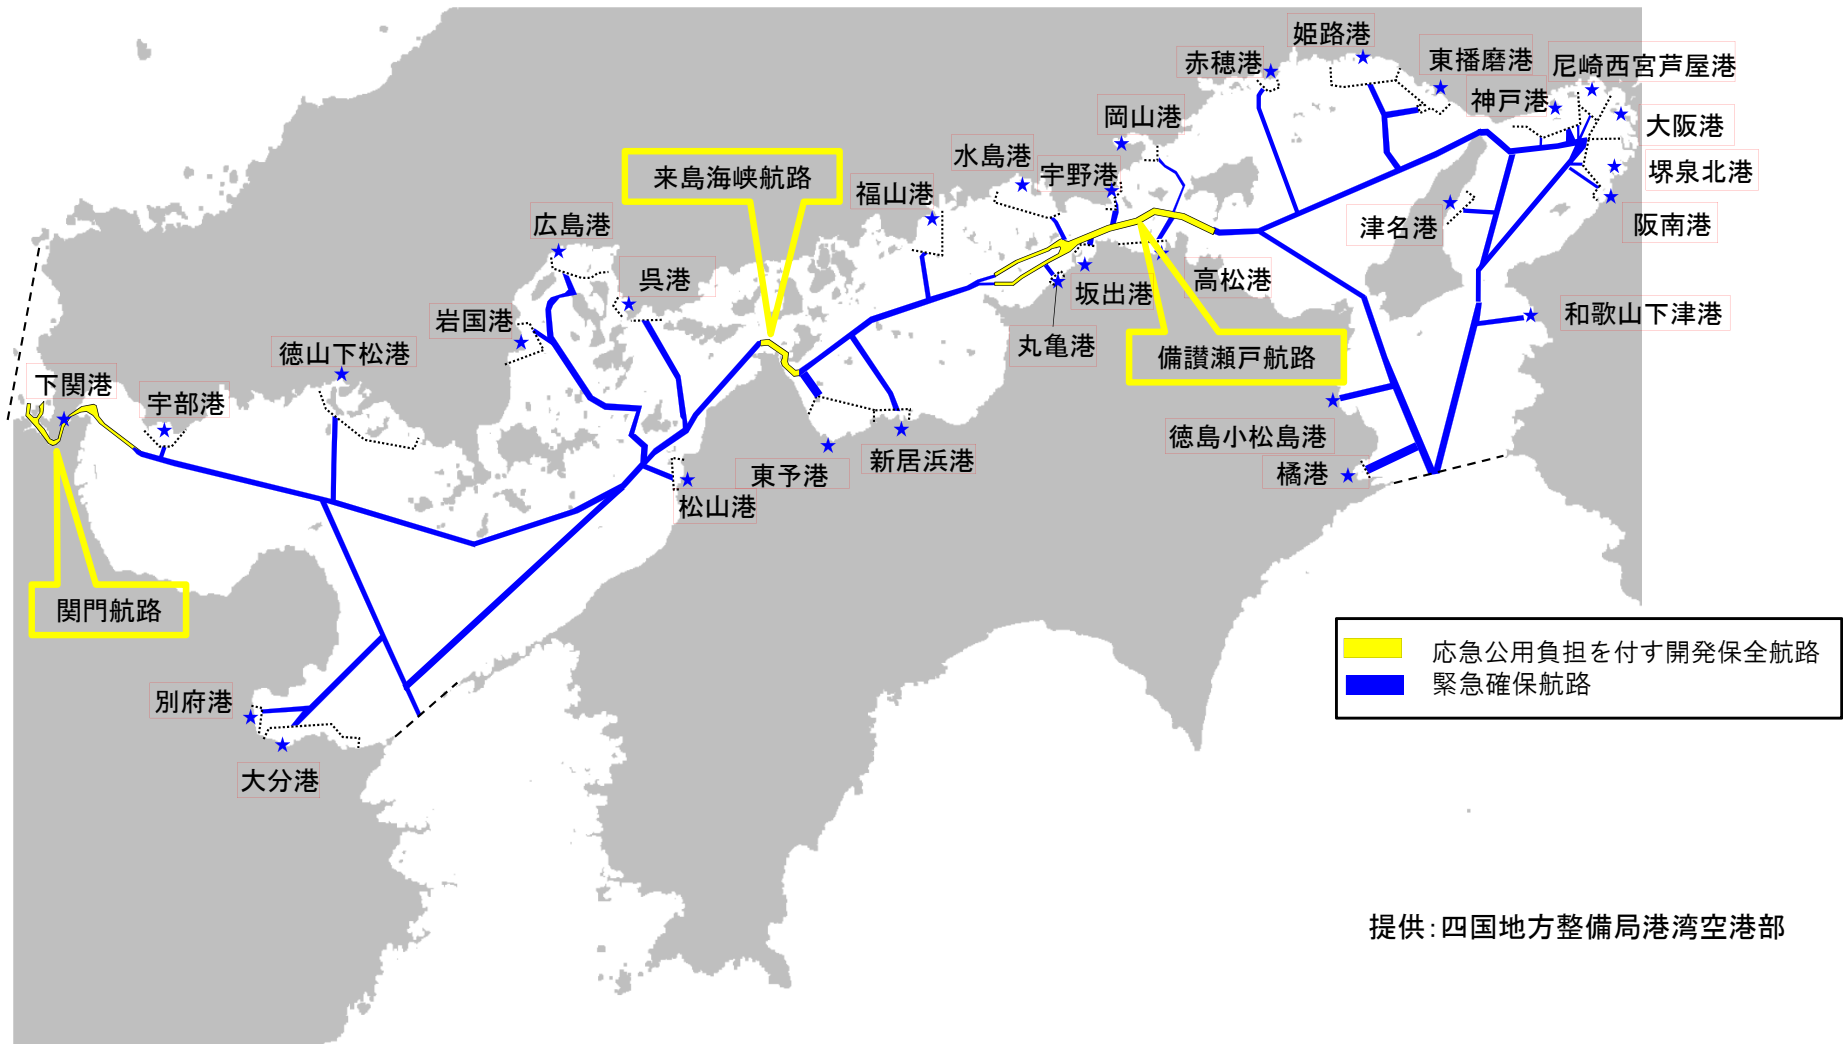 姫路港
赤穂港
東播磨港
尼崎西宮芦屋港
神戸港
岡山港
大阪港
水島港
宇野港
堺泉北港
来島海峡航路
福山港
津名港
阪南港
広島港
呉港
高松港
坂出港
岩国港
和歌山下津港
丸亀港
備讃瀬戸航路
徳山下松港
下関港
宇部港
徳島小松島港
新居浜港
東予港
橘港
松山港
関門航路
応急公用負担を付す開発保全航路
緊急確保航路
別府港
大分港
提供:四国地方整備局港湾空港部